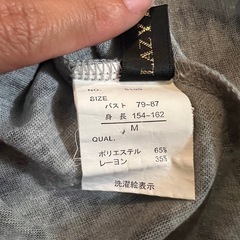 LAZY
NO.
SIZE
バスト 79-87
身長 154-162
M
QUAL.
ポリエステル 65%
レーヨン 35%
洗濯絵表示